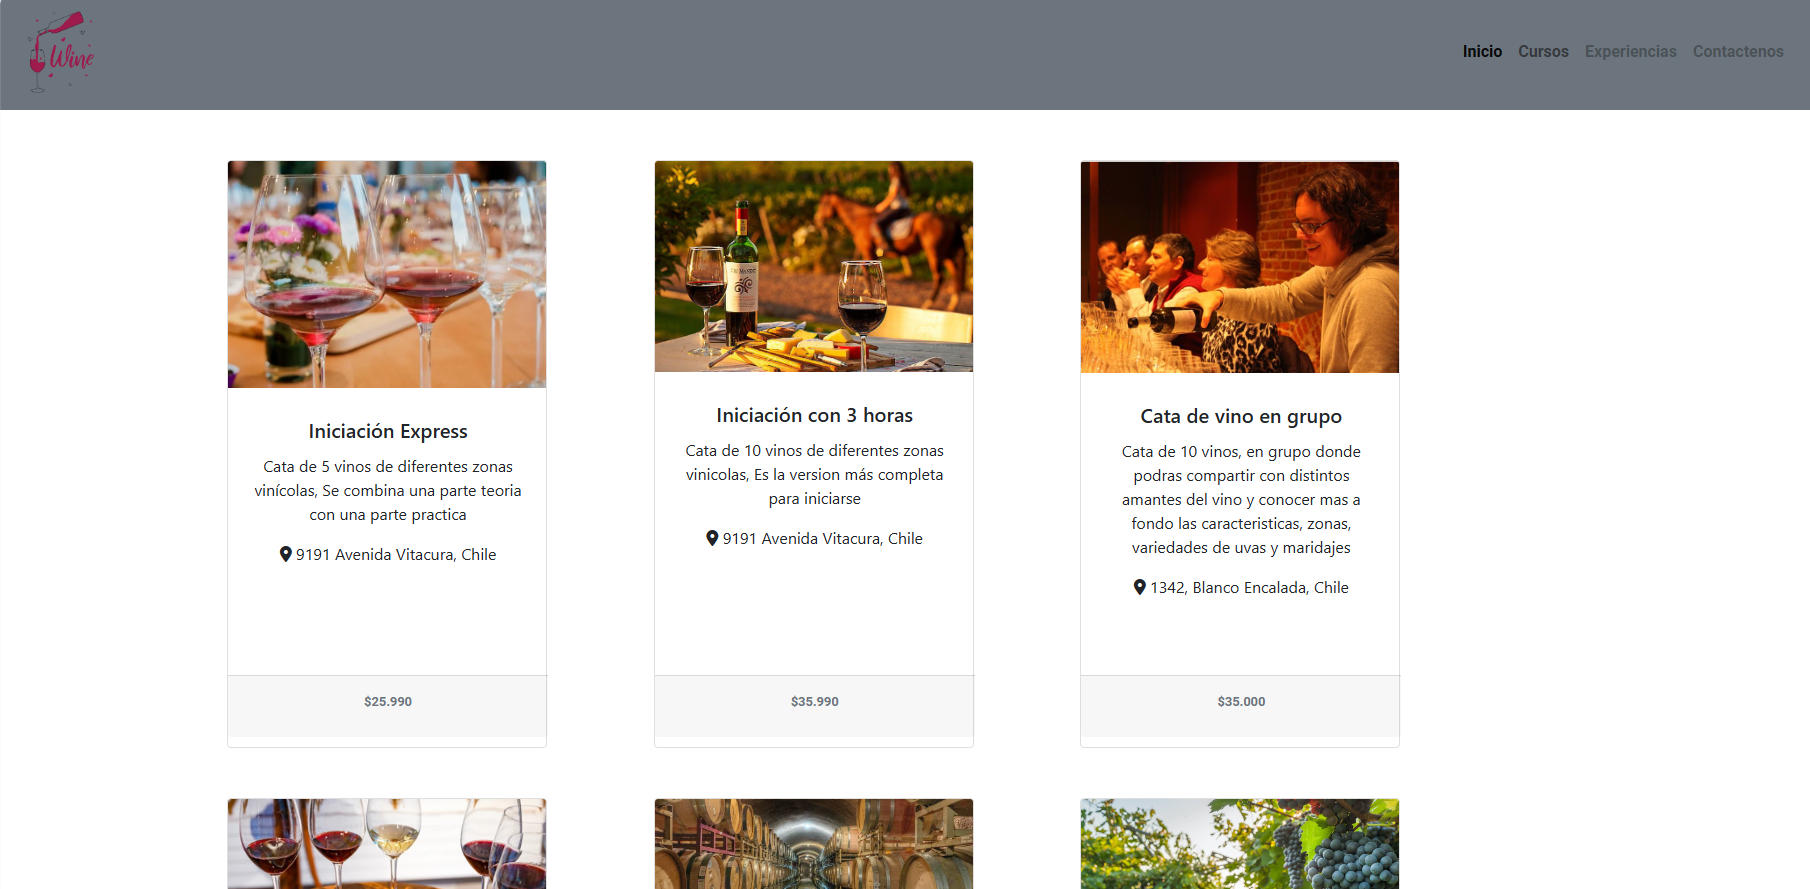 Wine
Inicio Cursos Experiencias Contactenos
Iniciación Express
Cata de 5 vinos de diferentes zonas
vinícolas, Se combina una parte teoria
con una parte practica
9191 Avenida Vitacura, Chile
$25.990
Iniciación con 3 horas
Cata de 10 vinos de diferentes zonas
vinicolas, Es la version más completa
para iniciarse
9191 Avenida Vitacura, Chile
$35.990
Cata de vino en grupo
Cata de 10 vinos, en grupo donde
podras compartir con distintos
amantes del vino y conocer mas a
fondo las caracteristicas, zonas,
variedades de uvas y maridajes
1342, Blanco Encalada, Chile
$35.000